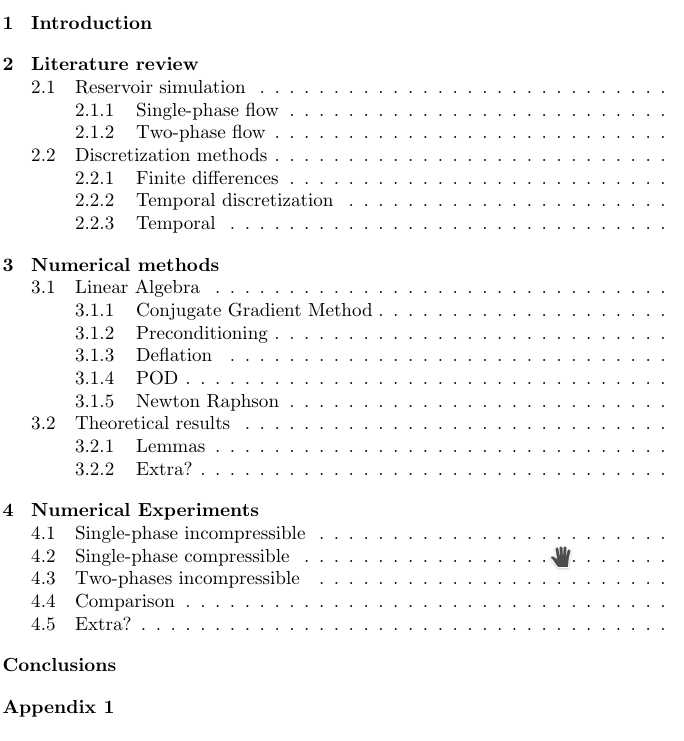 1 Introduction
2 Literature review
2.1 Reservoir simulation . . . . . . . . . . . . . . . . . . . . . . . . . . . .
2.1.1 Single-phase flow . . . . . . . . . . . . . . . . . . . . . . . . . .
2.1.2 Two-phase flow . . . . . . . . . . . . . . . . . . . . . . . . . . .
2.2 Discretization methods . . . . . . . . . . . . . . . . . . . . . . . . . . .
2.2.1 Finite differences . . . . . . . . . . . . . . . . . . . . . . . . . .
2.2.2 Temporal discretization . . . . . . . . . . . . . . . . . . . . . .
2.2.3 Temporal . . . . . . . . . . . . . . . . . . . . . . . . . . . . . .
3 Numerical methods
3.1 Linear Algebra . . . . . . . . . . . . . . . . . . . . . . . . . . . . . . .
3.1.1 Conjugate Gradient Method . . . . . . . . . . . . . . . . . . . .
3.1.2 Preconditioning . . . . . . . . . . . . . . . . . . . . . . . . . . .
3.1.3 Deflation . . . . . . . . . . . . . . . . . . . . . . . . . . . . . .
3.1.4 POD . . . . . . . . . . . . . . . . . . . . . . . . . . . . . . . . .
3.1.5 Newton Raphson . . . . . . . . . . . . . . . . . . . . . . . . . .
3.2 Theoretical results . . . . . . . . . . . . . . . . . . . . . . . . . . . . .
3.2.1 Lemmas . . . . . . . . . . . . . . . . . . . . . . . . . . . . . . .
3.2.2 Extra? . . . . . . . . . . . . . . . . . . . . . . . . . . . . . . . .
4 Numerical Experiments
4.1 Single-phase incompressible . . . . . . . . . . . . . . . . . . . . . . . .
4.2 Single-phase compressible . . . . . . . . . . . . . . . . . . . . . . . . .
4.3 Two-phases incompressible . . . . . . . . . . . . . . . . . . . . . . . .
4.4 Comparison . . . . . . . . . . . . . . . . . . . . . . . . . . . . . . . . .
4.5 Extra? . . . . . . . . . . . . . . . . . . . . . . . . . . . . . . . . . . . .
Conclusions
Appendix 1